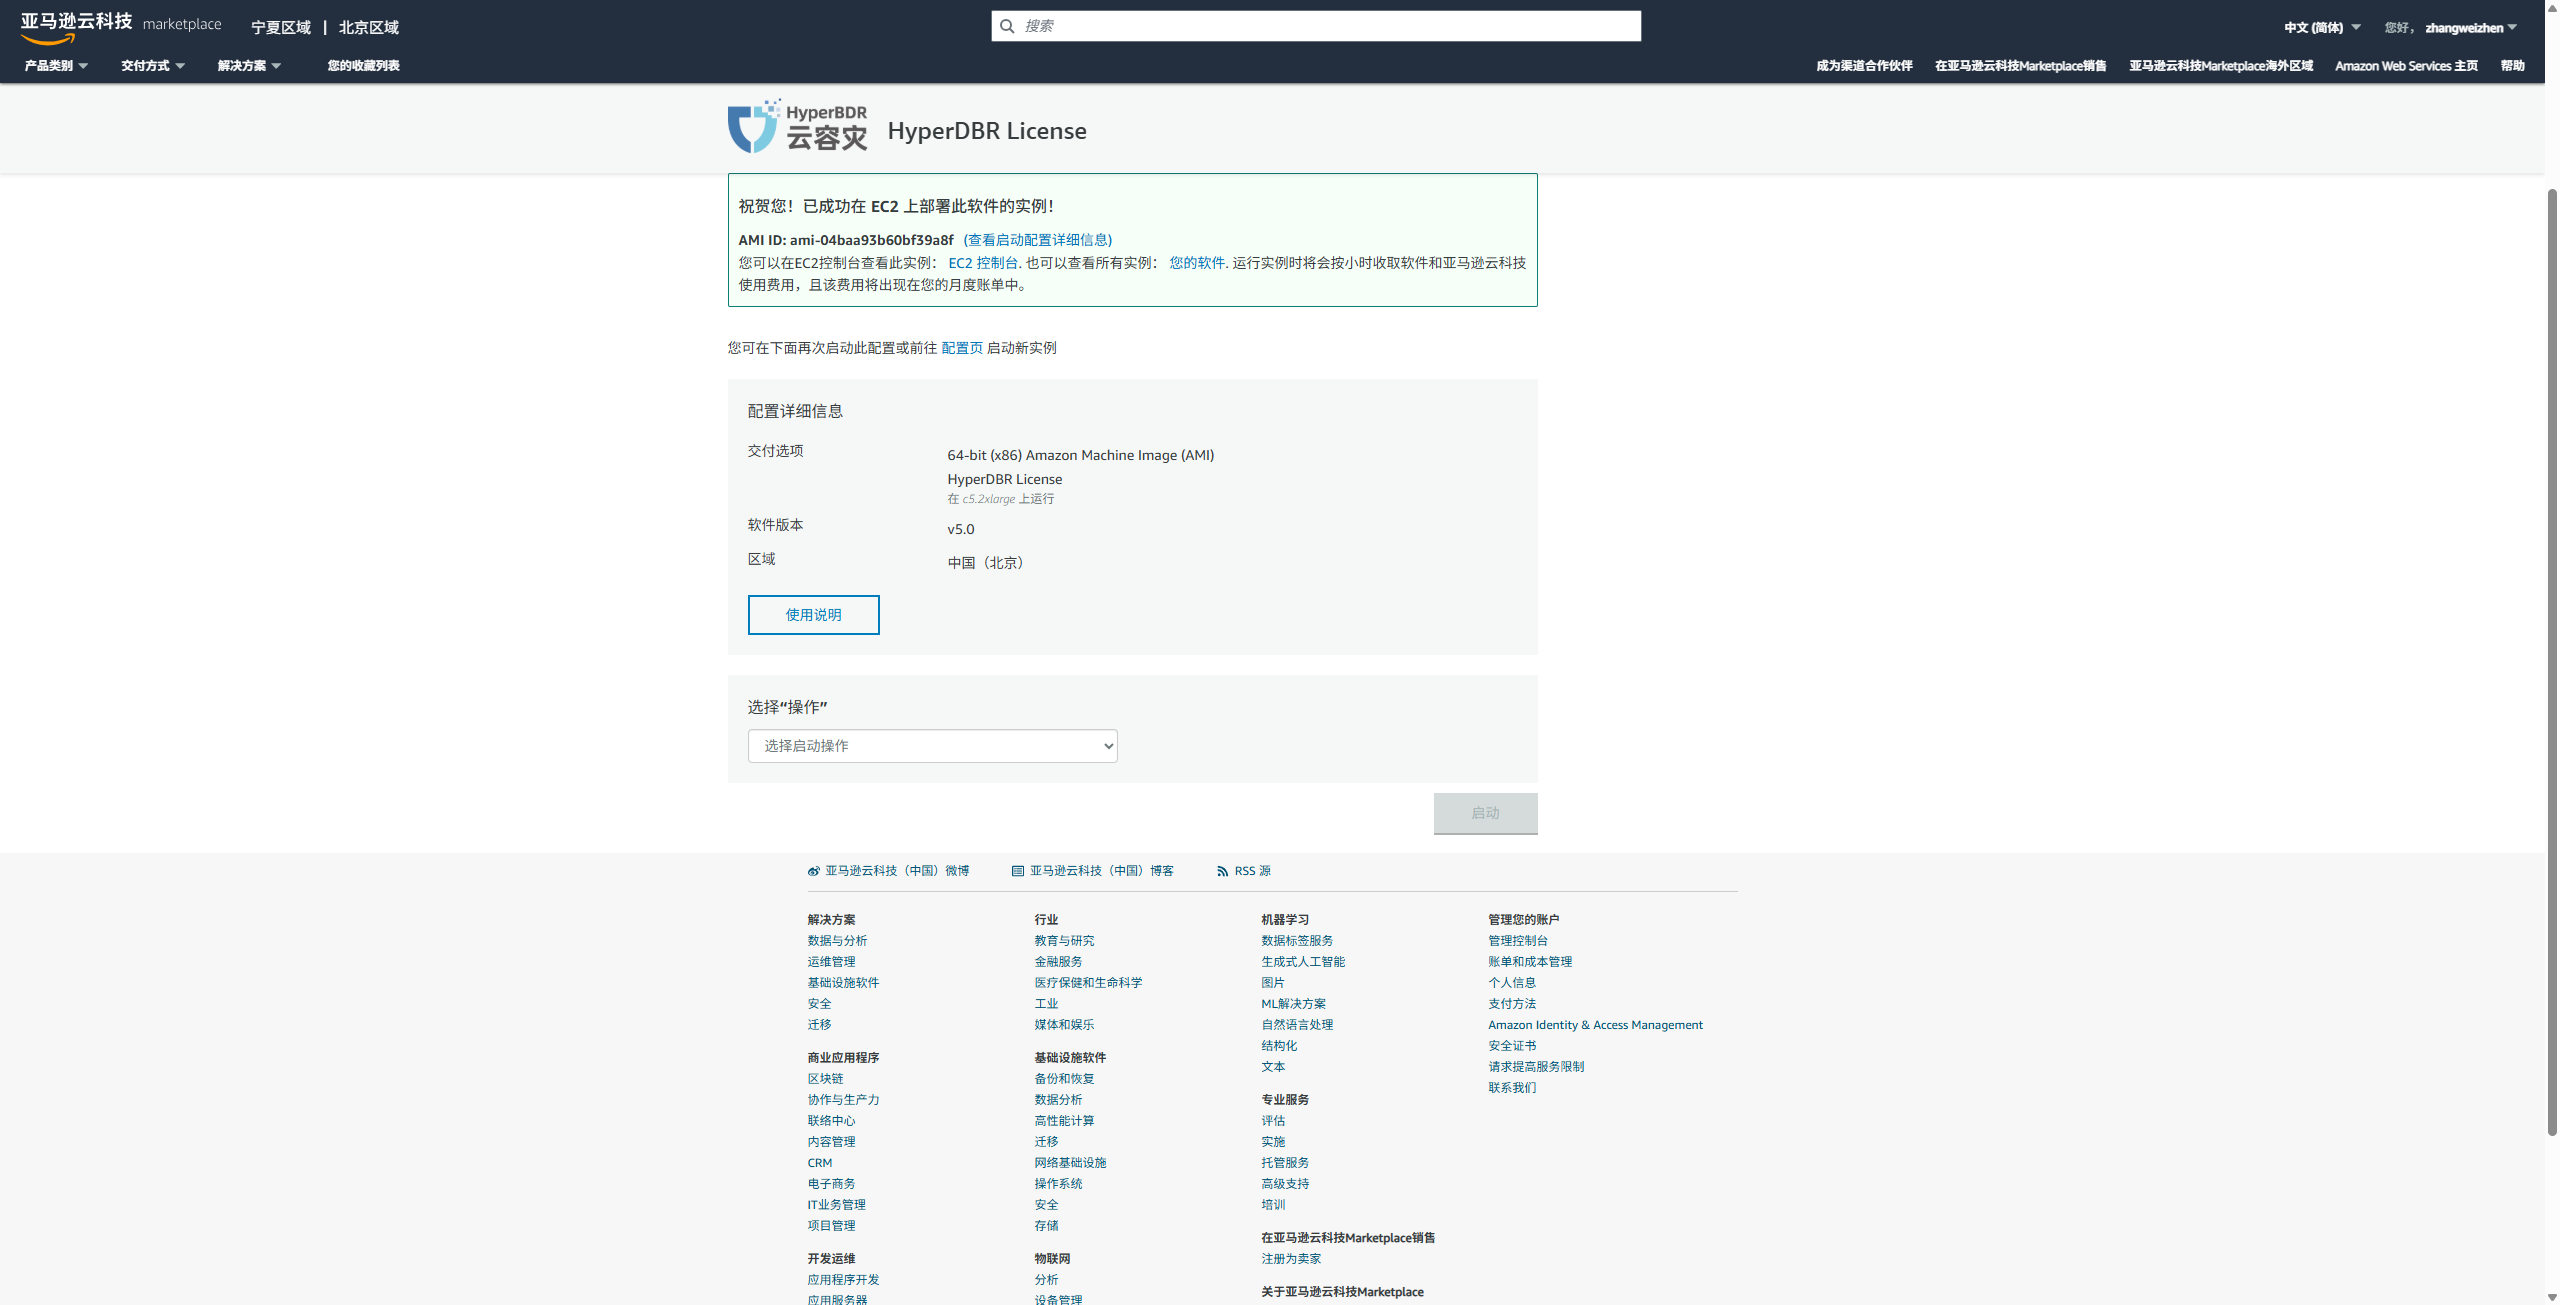 亚马逊云科技 marketplace 宁夏区域 | 北京区域 搜索 中文 (简体) 您好, zhangweizhen
产品类别 交付方式 解决方案 您的收藏列表 成为渠道合作伙伴 在亚马逊云科技Marketplace销售 亚马逊云科技Marketplace海外区域 Amazon Web Services 主页 帮助
HyperBDR
云容灾
HyperDBR License
祝贺您！已成功在 EC2 上部署此软件的实例！
AMI ID: ami-04baa93b60bf39a8f (查看启动配置详细信息)
您可以在EC2控制台查看此实例： EC2 控制台. 也可以查看所有实例： 您的软件. 运行实例时将会按小时收取软件和亚马逊云科技
使用费用，且该费用将出现在您的月度账单中。
您可在下面再次启动此配置或前往 配置页 启动新实例
配置详细信息
交付选项 64-bit (x86) Amazon Machine Image (AMI)
HyperDBR License
在 c5.2xlarge 上运行
软件版本 v5.0
区域 中国（北京）
使用说明
选择“操作”
选择启动操作
启动
亚马逊云科技（中国）微博 亚马逊云科技（中国）博客 RSS 源
解决方案
数据与分析
运维管理
基础设施软件
安全
迁移
商业应用程序
区块链
协作与生产力
联络中心
内容管理
CRM
电子商务
IT业务管理
项目管理
开发运维
应用程序开发
应用服务器
行业
教育与研究
金融服务
医疗保健和生命科学
工业
媒体和娱乐
基础设施软件
备份和恢复
数据分析
高性能计算
迁移
网络基础设施
操作系统
安全
存储
物联网
分析
设备管理
机器学习
数据标签服务
生成式人工智能
图片
ML解决方案
自然语言处理
结构化
文本
专业服务
评估
实施
托管服务
高级支持
培训
在亚马逊云科技Marketplace销售
注册为卖家
关于亚马逊云科技Marketplace
管理您的账户
管理控制台
账单和成本管理
个人信息
支付方法
Amazon Identity & Access Management
安全证书
请求提高服务限制
联系我们